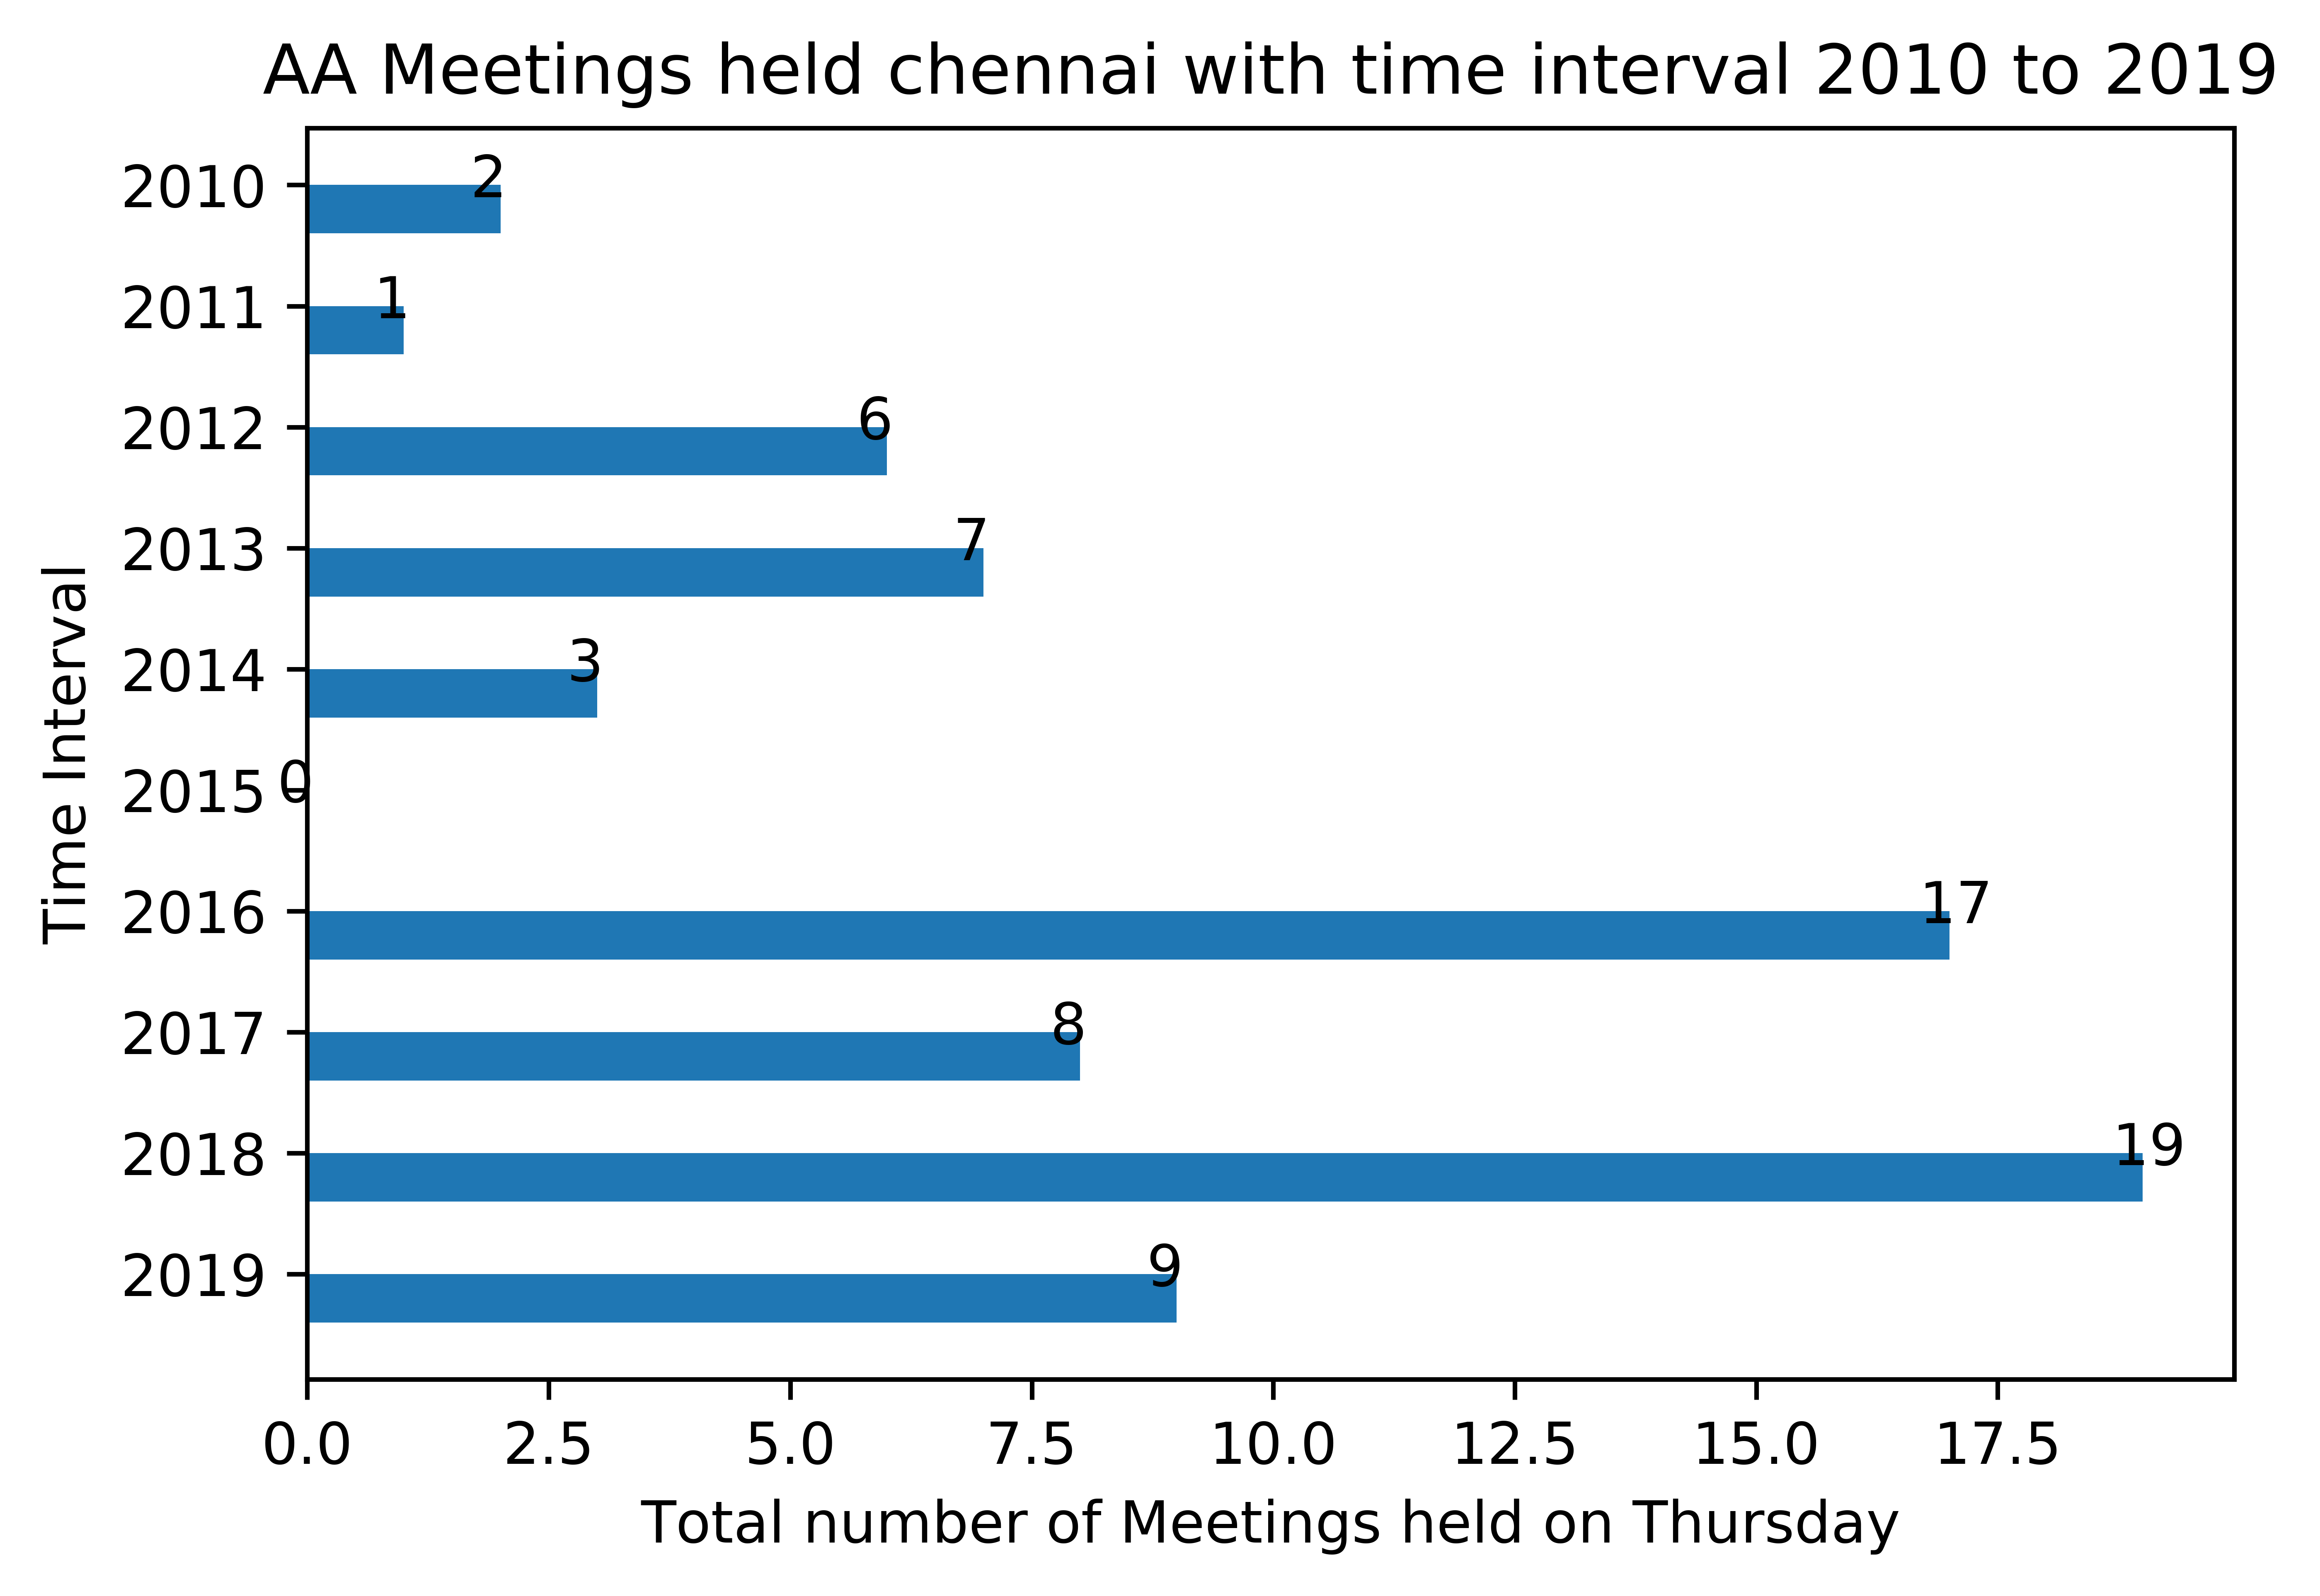 AA Meetings held chennai with time interval 2010 to 2019
2010 2
2011 1
2012 6
2013 7
2014 3
2015 0
2016 17
2017 8
2018 19
2019 9
Time Interval
0.0 2.5 5.0 7.5 10.0 12.5 15.0 17.5
Total number of Meetings held on Thursday